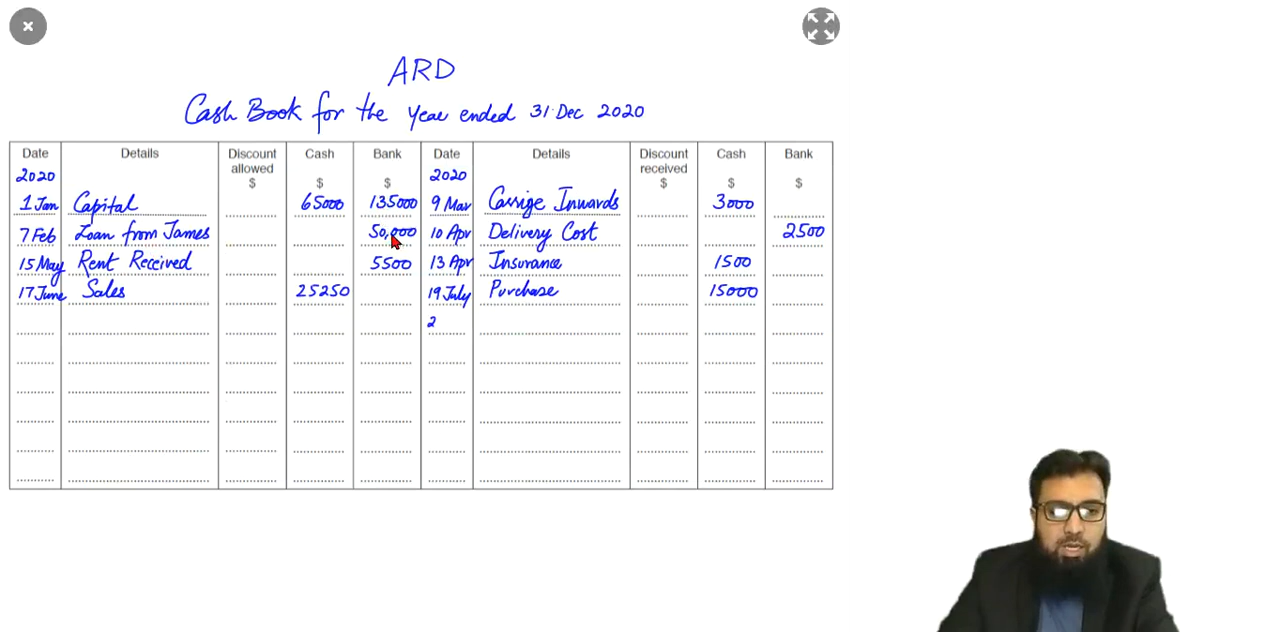 ARD
Cash Book for the Year ended 31 Dec 2020
Date Details Discount allowed $ Cash $ Bank $ Date Details Discount received $ Cash $ Bank $
2020 2020
1 Jan Capital 65000 135000 9 Mar Carrige Inwards 3000
7 Feb Loan from James 50,000 10 Apr Delivery Cost 2500
15 May Rent Received 5500 13 Apr Insurance 1500
17 June Sales 25250 19 July Purchase 15000
2